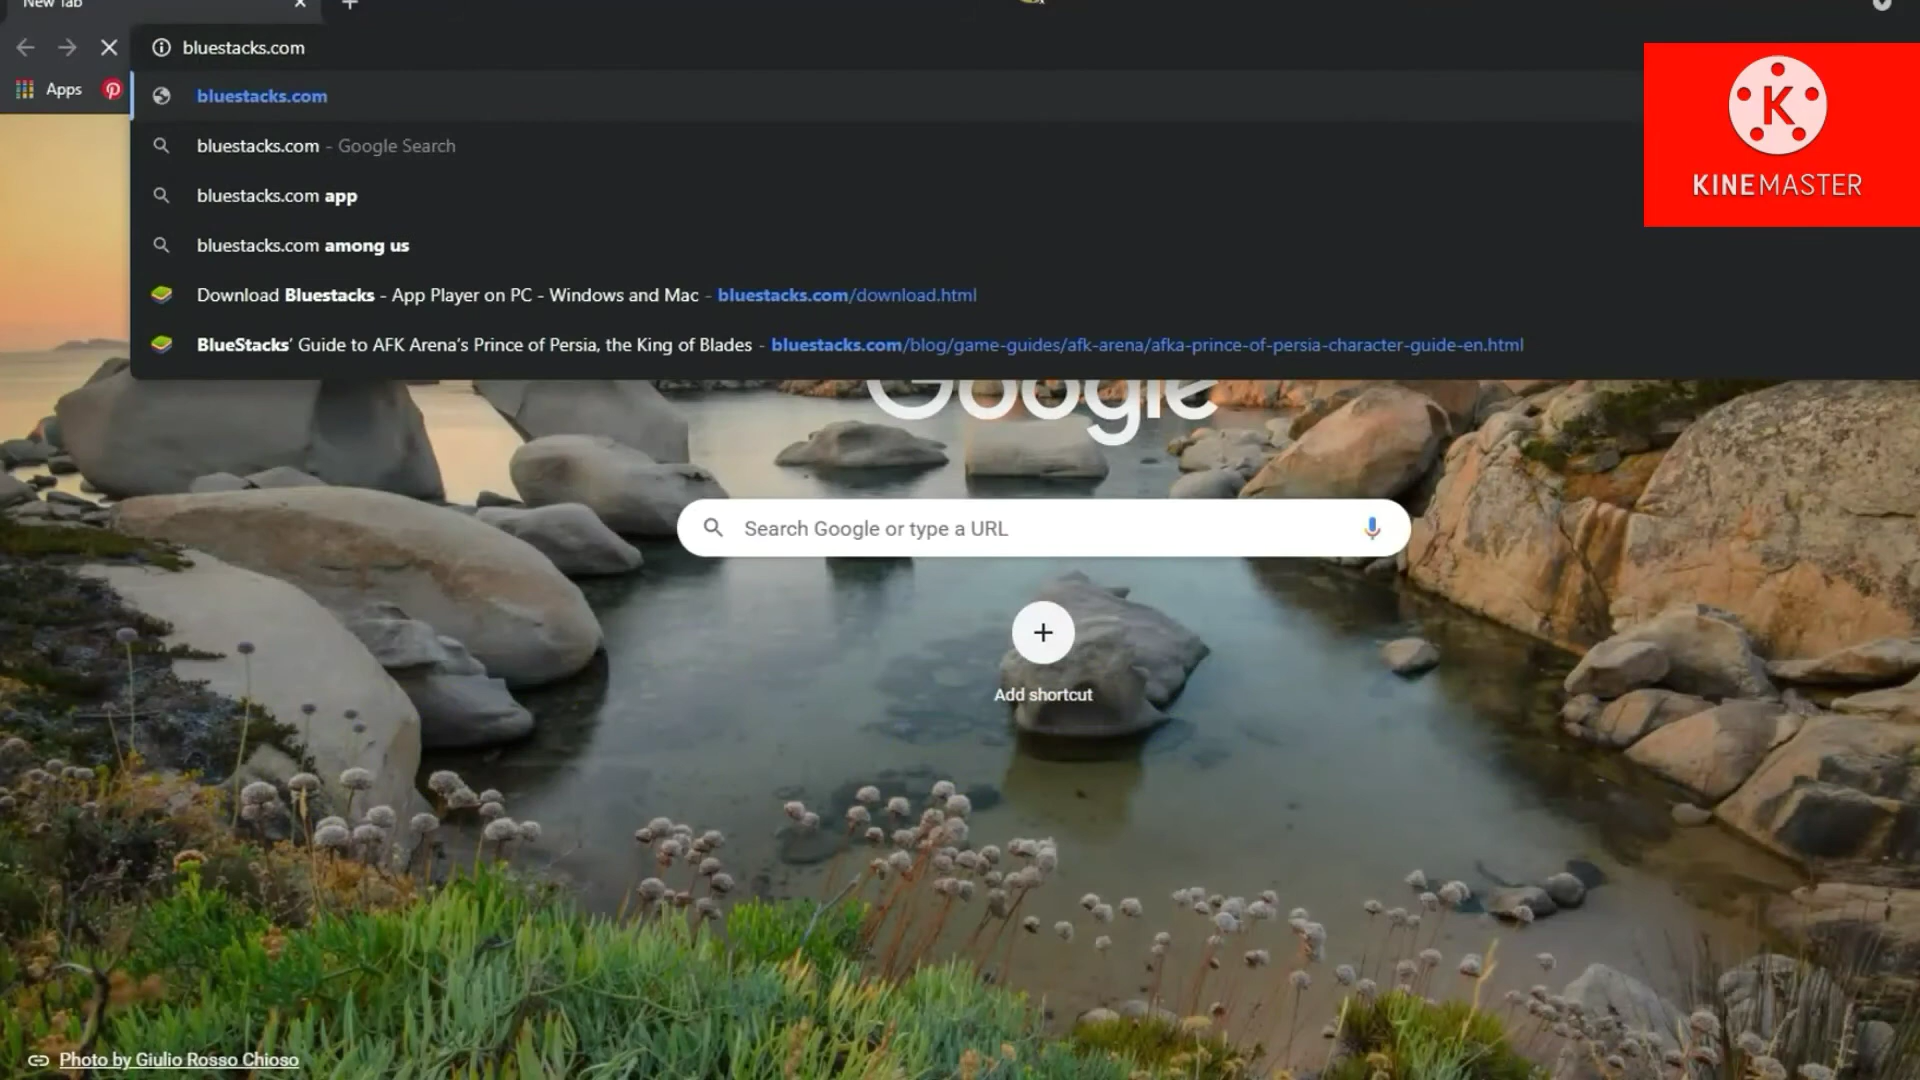 New Tab
bluestacks.com
Apps
bluestacks.com
bluestacks.com - Google Search
bluestacks.com app
bluestacks.com among us
Download Bluestacks - App Player on PC - Windows and Mac - bluestacks.com/download.html
BlueStacks' Guide to AFK Arena's Prince of Persia, the King of Blades - bluestacks.com/blog/game-guides/afk-arena/afka-prince-of-persia-character-guide-en.html
K
KINEMASTER
Google
Search Google or type a URL
Add shortcut
Photo by Giulio Rosso Chioso